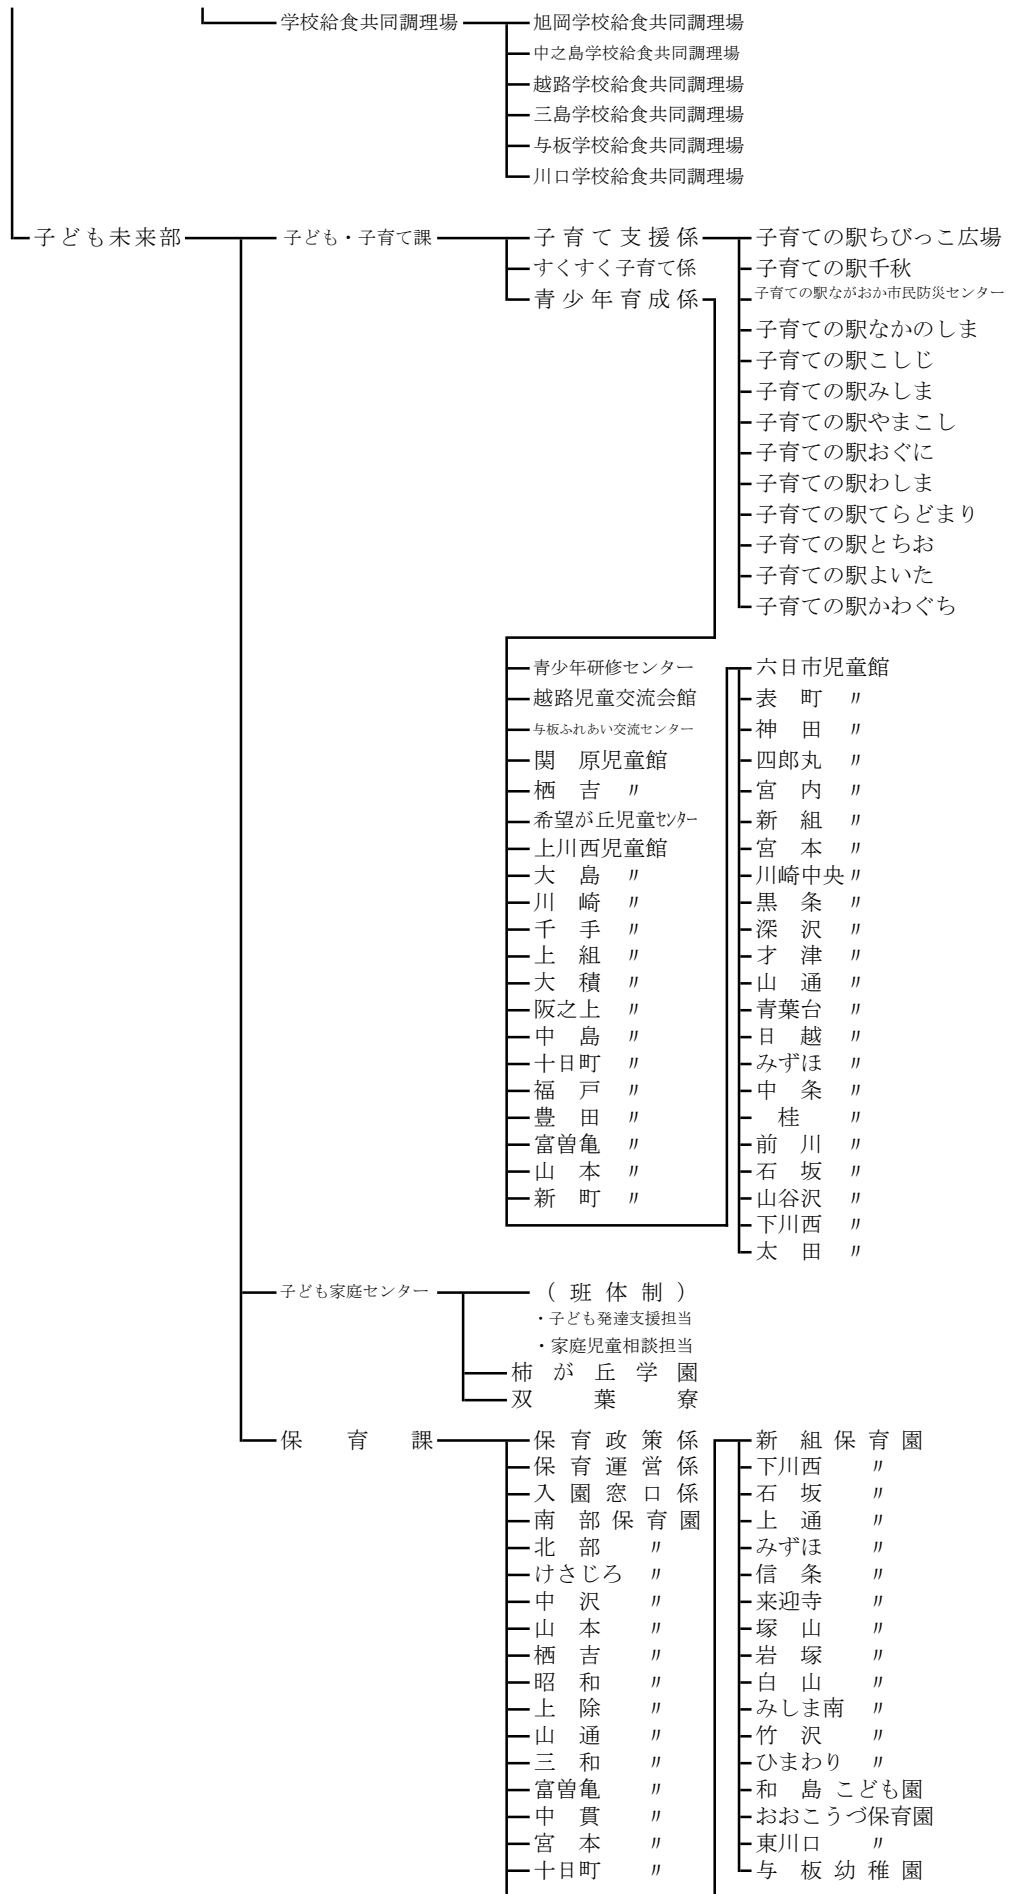 学校給食共同調理場
旭岡学校給食共同調理場
中之島学校給食共同調理場
越路学校給食共同調理場
三島学校給食共同調理場
与板学校給食共同調理場
川口学校給食共同調理場
子ども未来部
子ども・子育て課
子育て支援係
すくすく子育て係
青少年育成係
子育ての駅ちびっこ広場
子育ての駅千秋
子育ての駅ながおか市民防災センター
子育ての駅なかのしま
子育ての駅こしじ
子育ての駅みしま
子育ての駅やまこし
子育ての駅おぐに
子育ての駅わしま
子育ての駅てらどまり
子育ての駅とちお
子育ての駅よいた
子育ての駅かわぐち
青少年研修センター
越路児童交流会館
与板ふれあい交流センター
関 原児童館
栖 吉 〃
希望が丘児童センター
上川西児童館
大 島 〃
川 崎 〃
千 手 〃
上 組 〃
大 積 〃
阪之上 〃
中 島 〃
十日町 〃
福 戸 〃
豊 田 〃
富曽亀 〃
山 本 〃
新 町 〃
六日市児童館
表 町 〃
神 田 〃
四郎丸 〃
宮 内 〃
新 組 〃
宮 本 〃
川崎中央〃
黒 条 〃
深 沢 〃
才 津 〃
山 通 〃
青葉台 〃
日 越 〃
みずほ 〃
中 条 〃
桂 〃
前 川 〃
石 坂 〃
山谷沢 〃
下川西 〃
太 田 〃
子ども家庭センター
（ 班 体 制 ）
・子ども発達支援担当
・家庭児童相談担当
柿 が 丘 学 園
双 葉 寮
保 育 課
保 育 政 策 係
保 育 運 営 係
入 園 窓 口 係
南 部 保 育 園
北 部 〃
けさじろ 〃
中 沢 〃
山 本 〃
栖 吉 〃
昭 和 〃
上 除 〃
山 通 〃
三 和 〃
富曽亀 〃
中 貫 〃
宮 本 〃
十日町 〃
新 組 保 育 園
下川西 〃
石 坂 〃
上 通 〃
みずほ 〃
信 条 〃
来迎寺 〃
塚 山 〃
岩 塚 〃
白 山 〃
みしま南 〃
竹 沢 〃
ひまわり 〃
和 島 こども園
おおこうづ保育園
東川口 〃
与 板 幼 稚 園